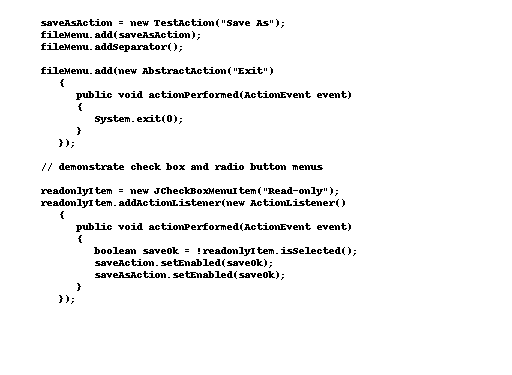 saveAsAction = new TestAction("Save As");
fileMenu.add(saveAsAction);
fileMenu.addSeparator();

fileMenu.add(new AbstractAction("Exit")
   {
      public void actionPerformed(ActionEvent event)
      {
         System.exit(0);
      }
   });

// demonstrate check box and radio button menus

readonlyItem = new JCheckBoxMenuItem("Read-only");
readonlyItem.addActionListener(new ActionListener()
   {
      public void actionPerformed(ActionEvent event)
      {
         boolean saveOk = !readonlyItem.isSelected();
         saveAction.setEnabled(saveOk);
         saveAsAction.setEnabled(saveOk);
      }
   });